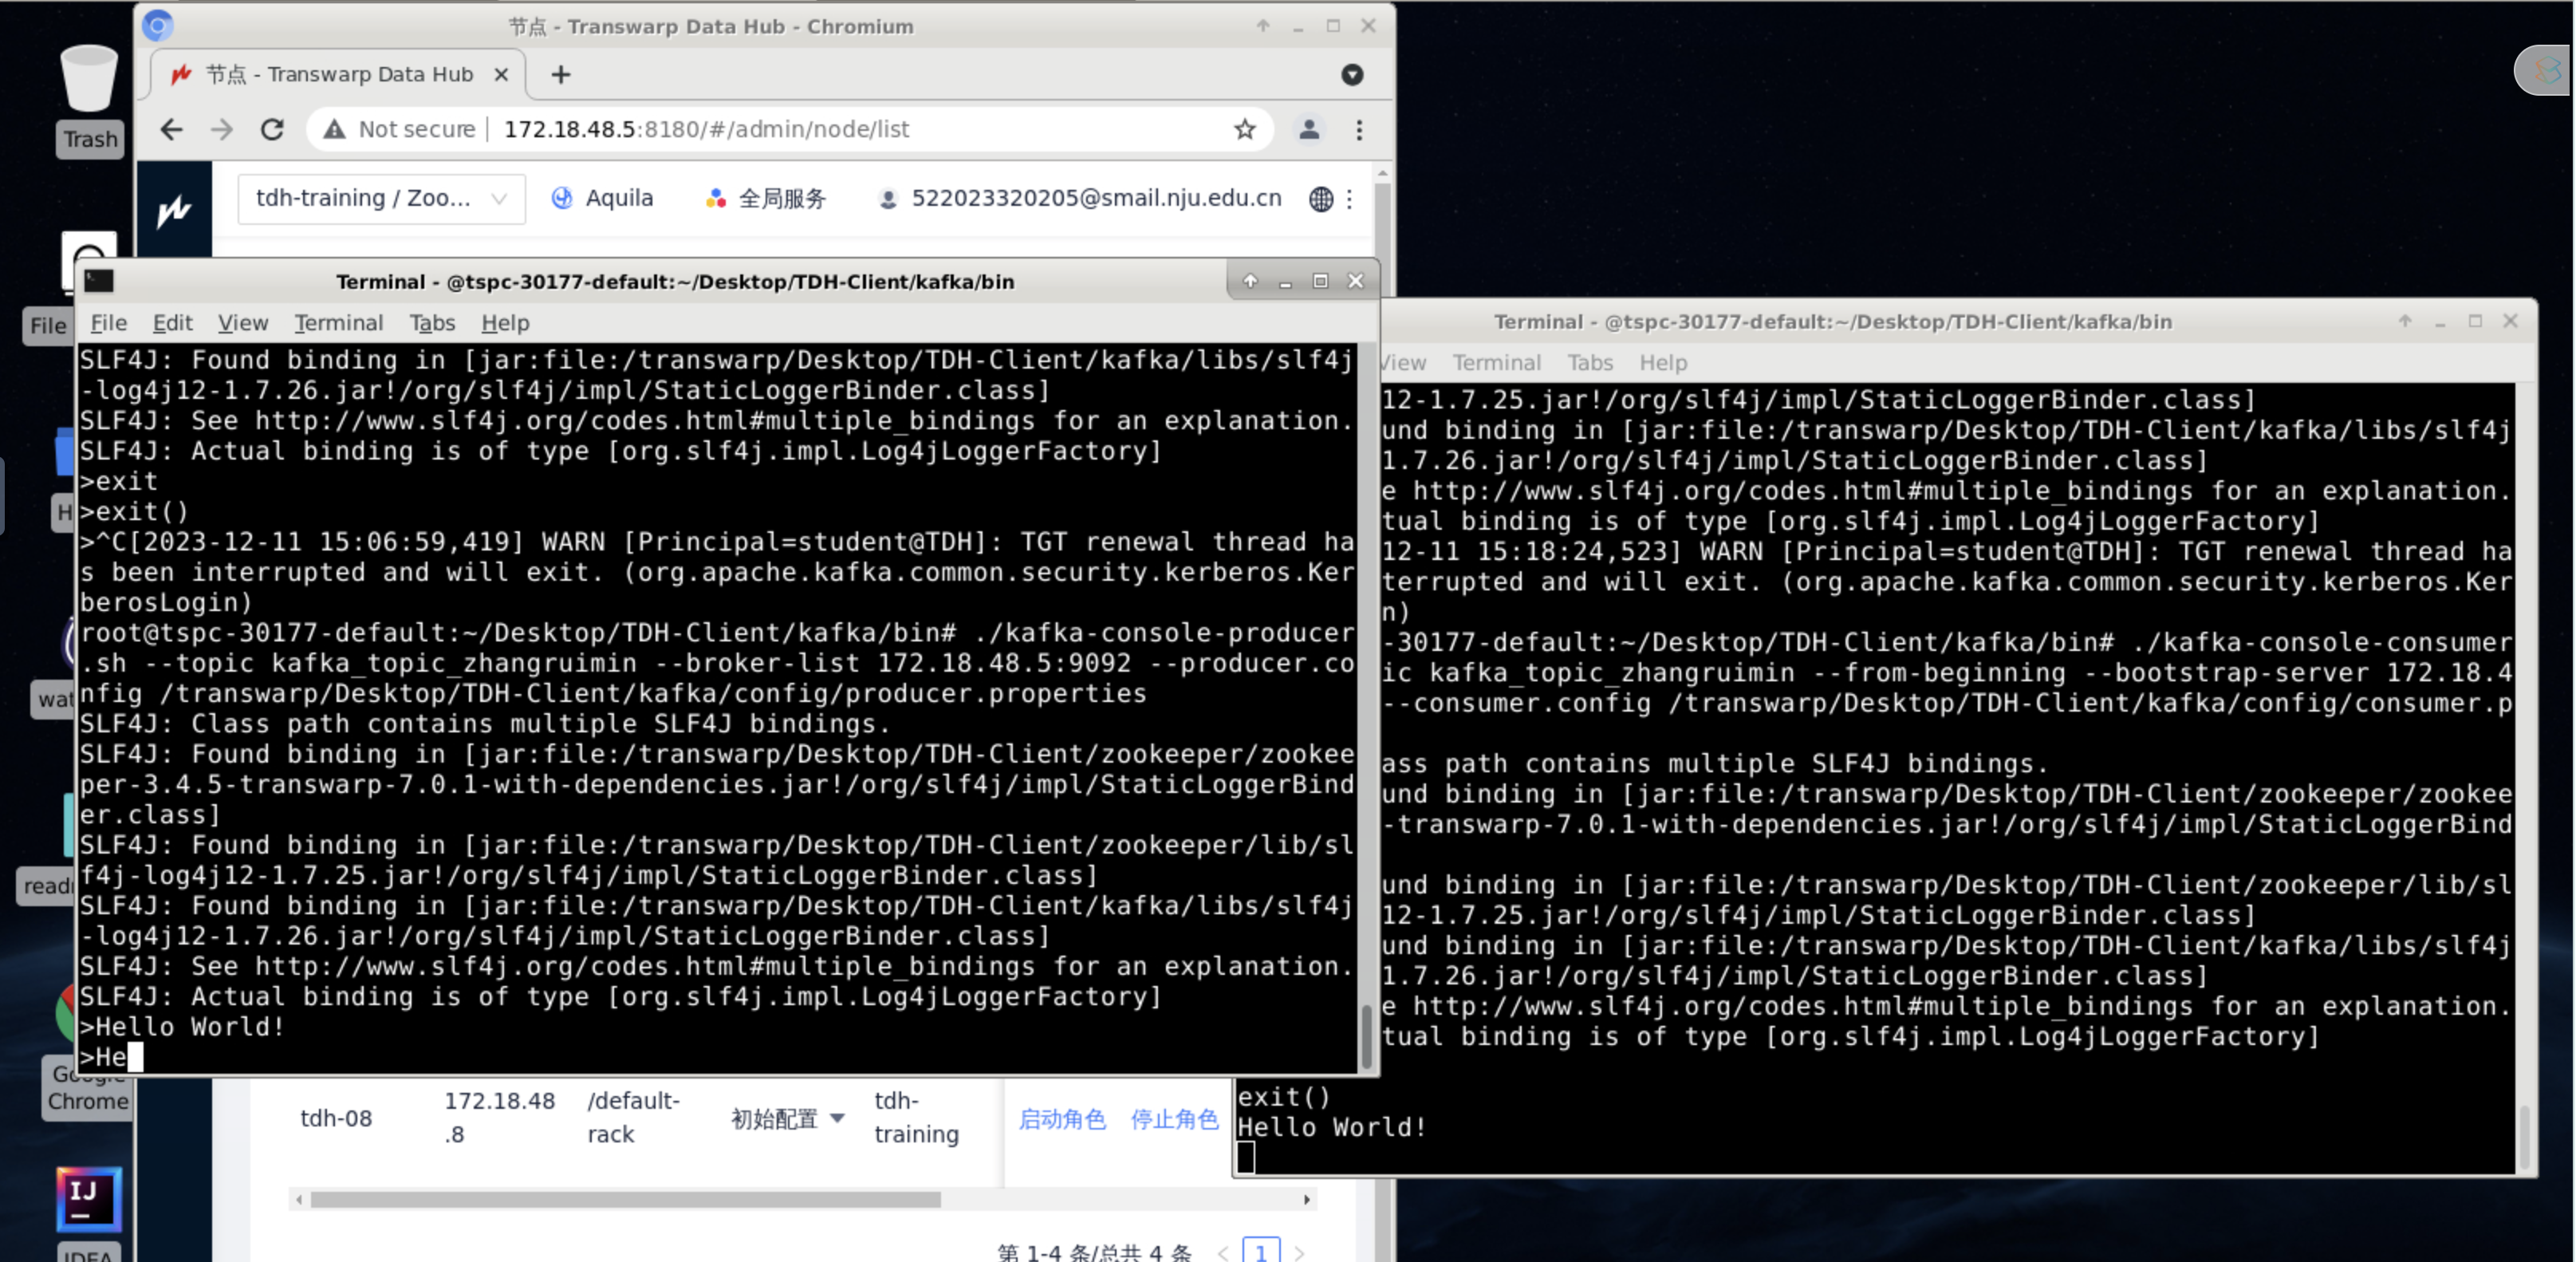 节点 - Transwarp Data Hub - Chromium
节点 - Transwarp Data Hub
Not secure
172.18.48.5:8180/#/admin/node/list
tdh-training / Zoo...
Aquila
全局服务
522023320205@smail.nju.edu.cn
Trash
File
Google
Chrome
IJ
IDEA
Terminal - @tspc-30177-default:~/Desktop/TDH-Client/kafka/bin
File Edit View Terminal Tabs Help
SLF4J: Found binding in [jar:file:/transwarp/Desktop/TDH-Client/kafka/libs/slf4j
-log4j12-1.7.26.jar!/org/slf4j/impl/StaticLoggerBinder.class]
SLF4J: See http://www.slf4j.org/codes.html#multiple_bindings for an explanation.
SLF4J: Actual binding is of type [org.slf4j.impl.Log4jLoggerFactory]
>exit
>exit()
>^C[2023-12-11 15:06:59,419] WARN [Principal=student@TDH]: TGT renewal thread ha
s been interrupted and will exit. (org.apache.kafka.common.security.kerberos.Ker
berosLogin)
root@tspc-30177-default:~/Desktop/TDH-Client/kafka/bin# ./kafka-console-producer
.sh --topic kafka_topic_zhangruimin --broker-list 172.18.48.5:9092 --producer.co
nfig /transwarp/Desktop/TDH-Client/kafka/config/producer.properties
SLF4J: Class path contains multiple SLF4J bindings.
SLF4J: Found binding in [jar:file:/transwarp/Desktop/TDH-Client/zookeeper/zookee
per-3.4.5-transwarp-7.0.1-with-dependencies.jar!/org/slf4j/impl/StaticLoggerBind
er.class]
SLF4J: Found binding in [jar:file:/transwarp/Desktop/TDH-Client/zookeeper/lib/sl
f4j-log4j12-1.7.25.jar!/org/slf4j/impl/StaticLoggerBinder.class]
SLF4J: Found binding in [jar:file:/transwarp/Desktop/TDH-Client/kafka/libs/slf4j
-log4j12-1.7.26.jar!/org/slf4j/impl/StaticLoggerBinder.class]
SLF4J: See http://www.slf4j.org/codes.html#multiple_bindings for an explanation.
SLF4J: Actual binding is of type [org.slf4j.impl.Log4jLoggerFactory]
>Hello World!
>He
Terminal - @tspc-30177-default:~/Desktop/TDH-Client/kafka/bin
View Terminal Tabs Help
12-1.7.25.jar!/org/slf4j/impl/StaticLoggerBinder.class]
und binding in [jar:file:/transwarp/Desktop/TDH-Client/kafka/libs/slf4j
1.7.26.jar!/org/slf4j/impl/StaticLoggerBinder.class]
e http://www.slf4j.org/codes.html#multiple_bindings for an explanation.
tual binding is of type [org.slf4j.impl.Log4jLoggerFactory]
12-11 15:18:24,523] WARN [Principal=student@TDH]: TGT renewal thread ha
terrupted and will exit. (org.apache.kafka.common.security.kerberos.Ker
n)
-30177-default:~/Desktop/TDH-Client/kafka/bin# ./kafka-console-consumer
ic kafka_topic_zhangruimin --from-beginning --bootstrap-server 172.18.4
--consumer.config /transwarp/Desktop/TDH-Client/kafka/config/consumer.p
ass path contains multiple SLF4J bindings.
und binding in [jar:file:/transwarp/Desktop/TDH-Client/zookeeper/zookee
-transwarp-7.0.1-with-dependencies.jar!/org/slf4j/impl/StaticLoggerBind
und binding in [jar:file:/transwarp/Desktop/TDH-Client/zookeeper/lib/sl
12-1.7.25.jar!/org/slf4j/impl/StaticLoggerBinder.class]
und binding in [jar:file:/transwarp/Desktop/TDH-Client/kafka/libs/slf4j
1.7.26.jar!/org/slf4j/impl/StaticLoggerBinder.class]
e http://www.slf4j.org/codes.html#multiple_bindings for an explanation.
tual binding is of type [org.slf4j.impl.Log4jLoggerFactory]
exit()
Hello World!
tdh-08
172.18.48
.8
/default-
rack
初始配置
tdh-
training
启动角色 停止角色
第 1-4 条/总共 4 条
1